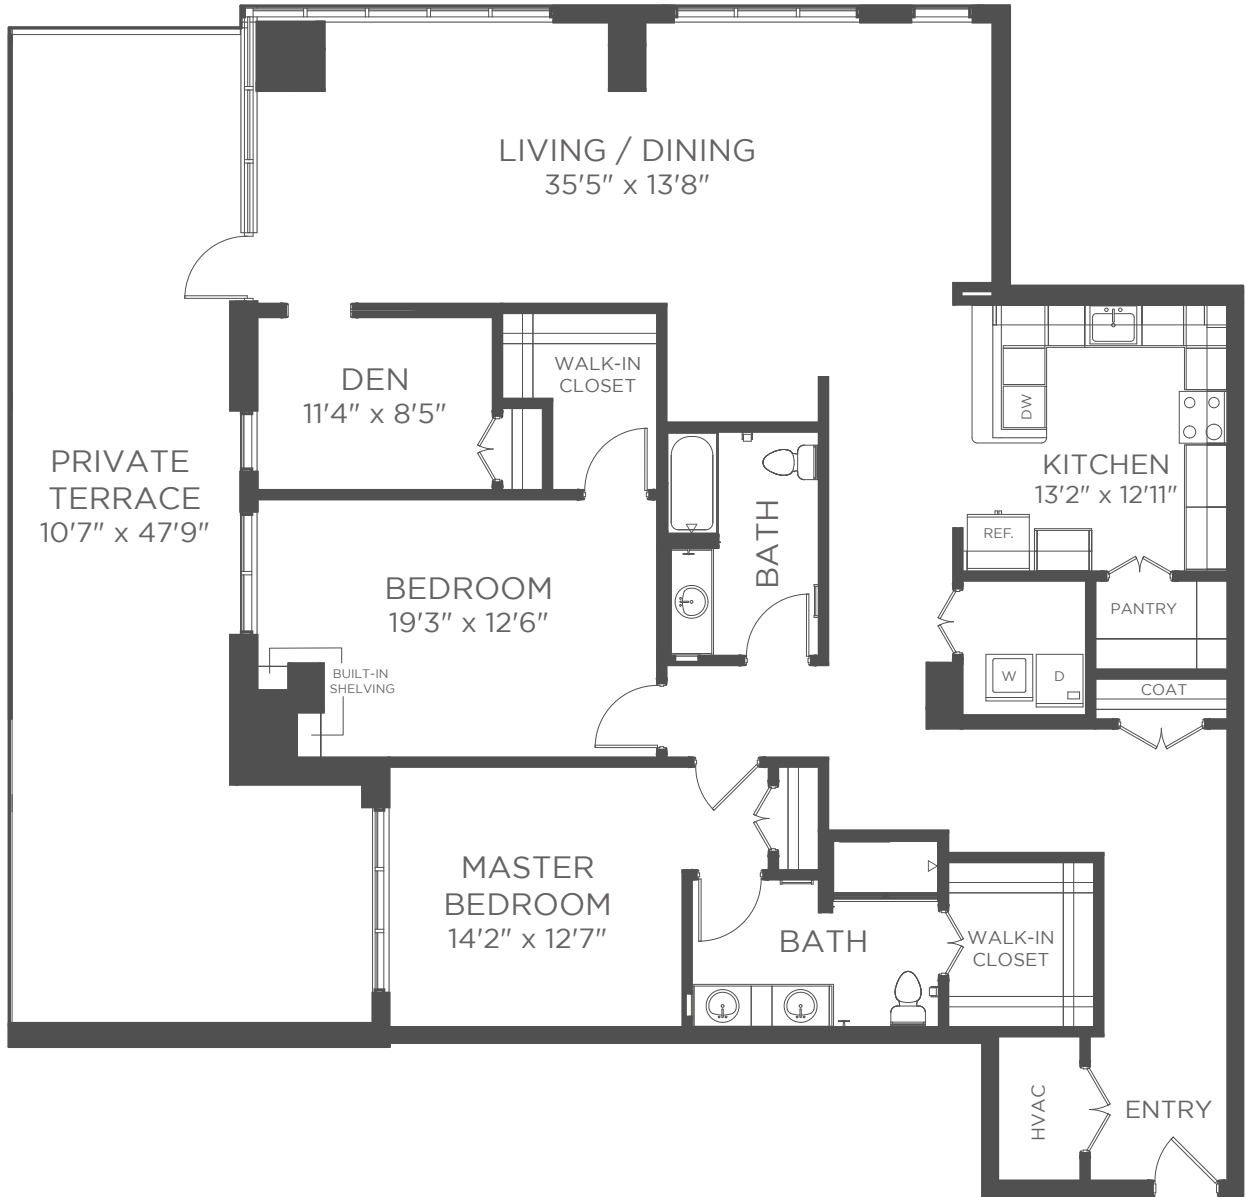 LIVING / DINING
35'5" x 13'8"
WALK-IN
CLOSET
DEN
11'4" x 8'5"
DW
PRIVATE
TERRACE
10'7" x 47'9"
KITCHEN
13'2" x 12'11"
REF.
BATH
BEDROOM
19'3" x 12'6"
PANTRY
BUILT-IN
SHELVING
W
D
COAT
MASTER
BEDROOM
14'2" x 12'7"
BATH
WALK-IN
CLOSET
HVAC
ENTRY